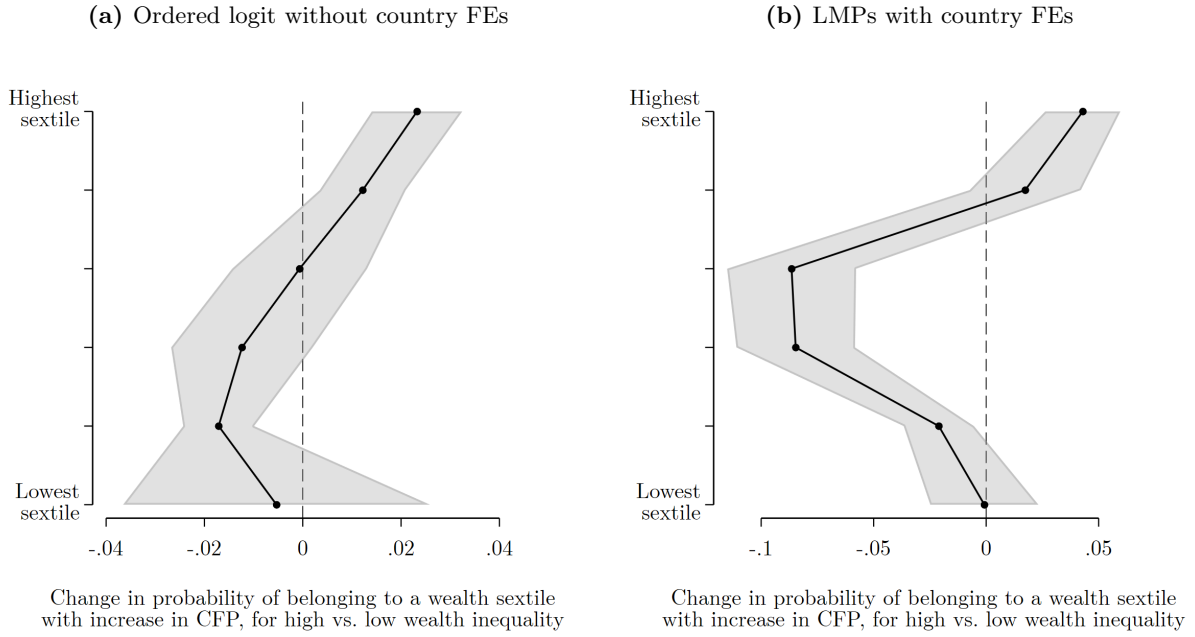 (a) Ordered logit without country FEs
Highest
sextile
Lowest
sextile
-.04 -.02 0 .02 .04
Change in probability of belonging to a wealth sextile
with increase in CFP, for high vs. low wealth inequality
(b) LMPs with country FEs
Highest
sextile
Lowest
sextile
-.1 -.05 0 .05
Change in probability of belonging to a wealth sextile
with increase in CFP, for high vs. low wealth inequality